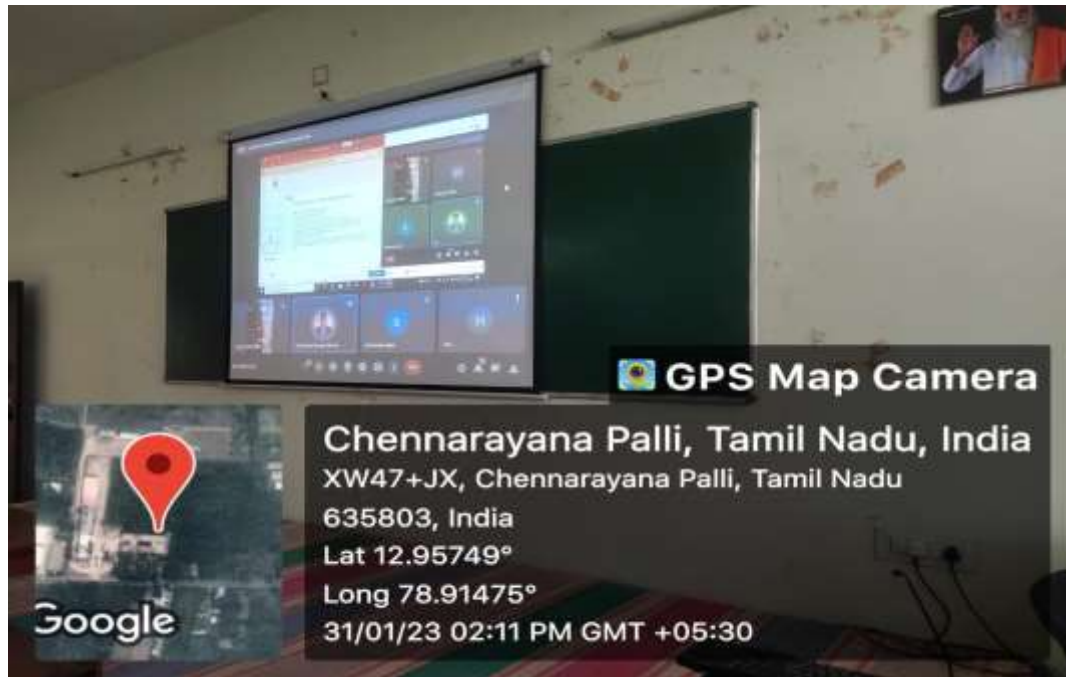 GPS Map Camera
Chennarayana Palli, Tamil Nadu, India
XW47+JX, Chennarayana Palli, Tamil Nadu
635803, India
Lat 12.95749°
Long 78.91475°
31/01/23 02:11 PM GMT +05:30
Google